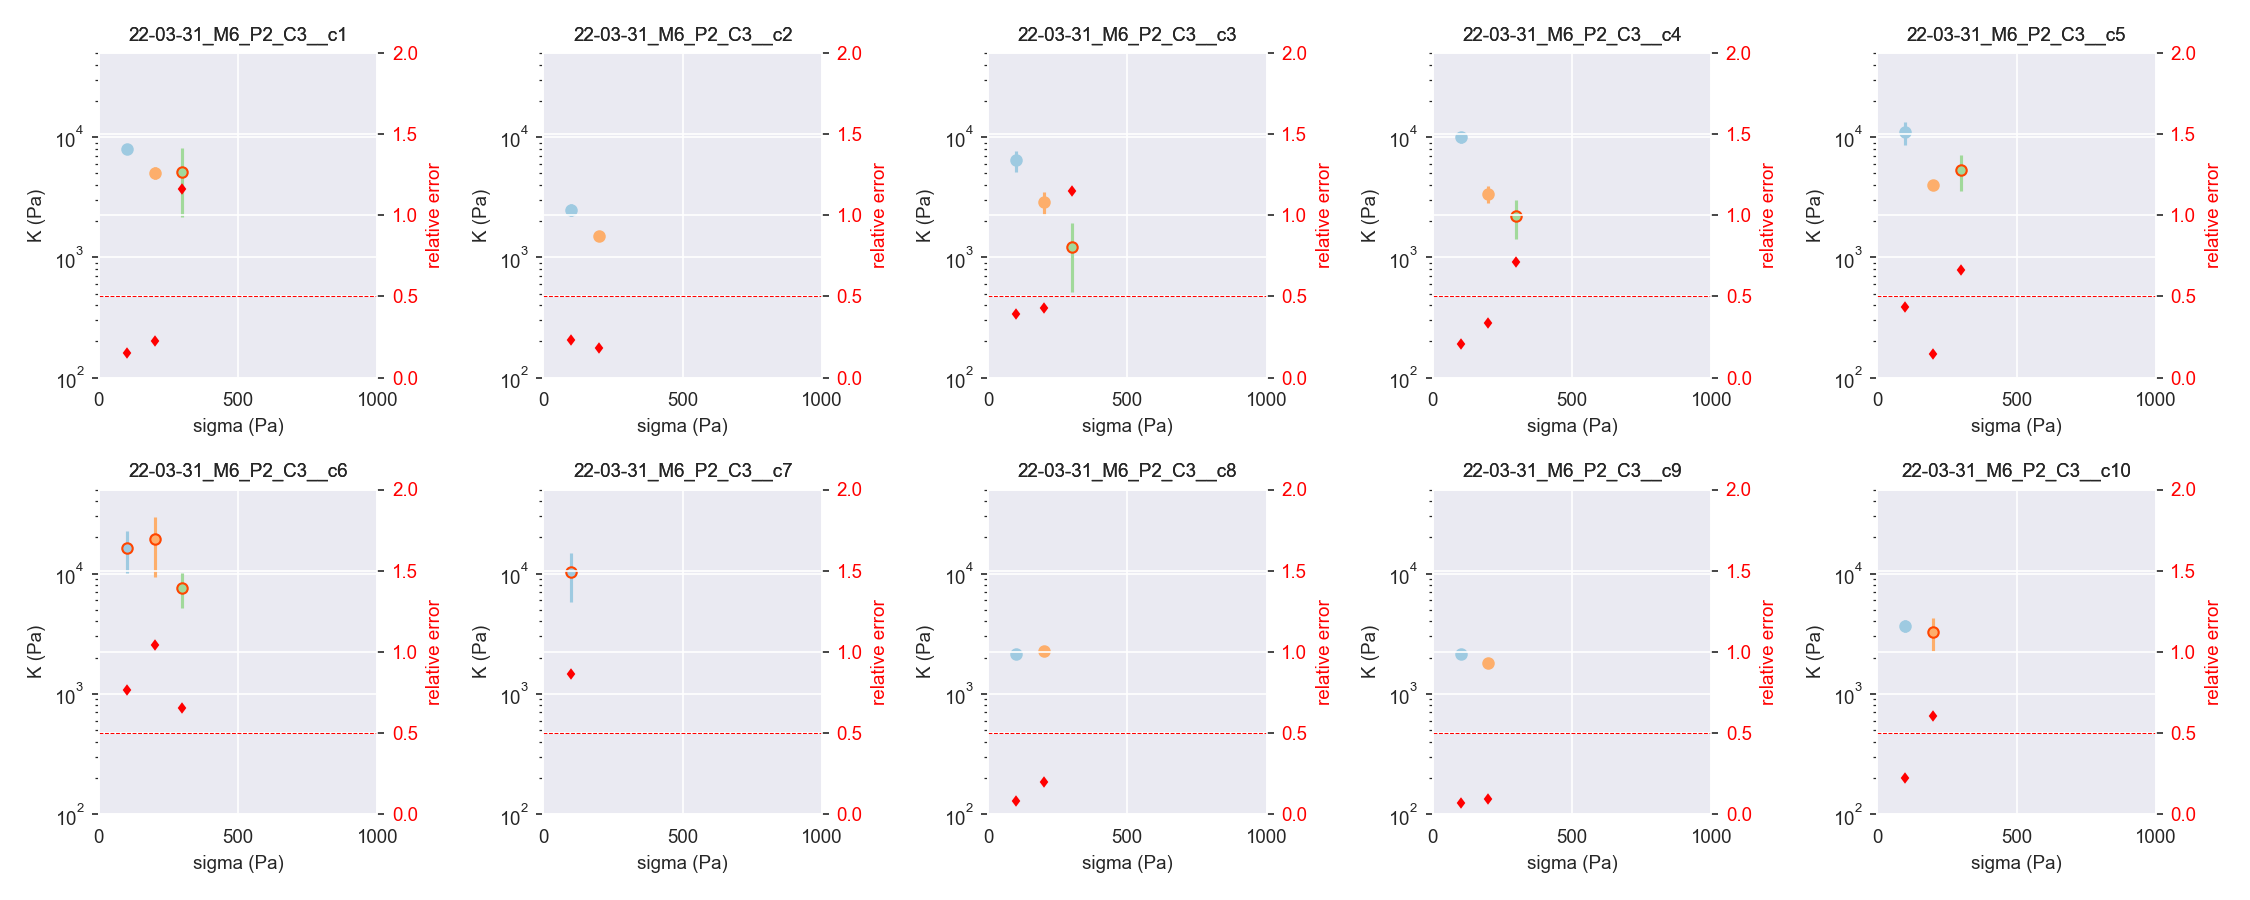 22-03-31_M6_P2_C3__c1
22-03-31_M6_P2_C3__c2
22-03-31_M6_P2_C3__c3
22-03-31_M6_P2_C3__c4
22-03-31_M6_P2_C3__c5
K (Pa)
10^4
10^3
10^2
0
500
1000
sigma (Pa)
2.0
1.5
1.0
0.5
0.0
relative error
K (Pa)
10^4
10^3
10^2
0
500
1000
sigma (Pa)
2.0
1.5
1.0
0.5
0.0
relative error
K (Pa)
10^4
10^3
10^2
0
500
1000
sigma (Pa)
2.0
1.5
1.0
0.5
0.0
relative error
K (Pa)
10^4
10^3
10^2
0
500
1000
sigma (Pa)
2.0
1.5
1.0
0.5
0.0
relative error
K (Pa)
10^4
10^3
10^2
0
500
1000
sigma (Pa)
2.0
1.5
1.0
0.5
0.0
relative error
22-03-31_M6_P2_C3__c6
22-03-31_M6_P2_C3__c7
22-03-31_M6_P2_C3__c8
22-03-31_M6_P2_C3__c9
22-03-31_M6_P2_C3__c10
K (Pa)
10^4
10^3
10^2
0
500
1000
sigma (Pa)
2.0
1.5
1.0
0.5
0.0
relative error
K (Pa)
10^4
10^3
10^2
0
500
1000
sigma (Pa)
2.0
1.5
1.0
0.5
0.0
relative error
K (Pa)
10^4
10^3
10^2
0
500
1000
sigma (Pa)
2.0
1.5
1.0
0.5
0.0
relative error
K (Pa)
10^4
10^3
10^2
0
500
1000
sigma (Pa)
2.0
1.5
1.0
0.5
0.0
relative error
K (Pa)
10^4
10^3
10^2
0
500
1000
sigma (Pa)
2.0
1.5
1.0
0.5
0.0
relative error